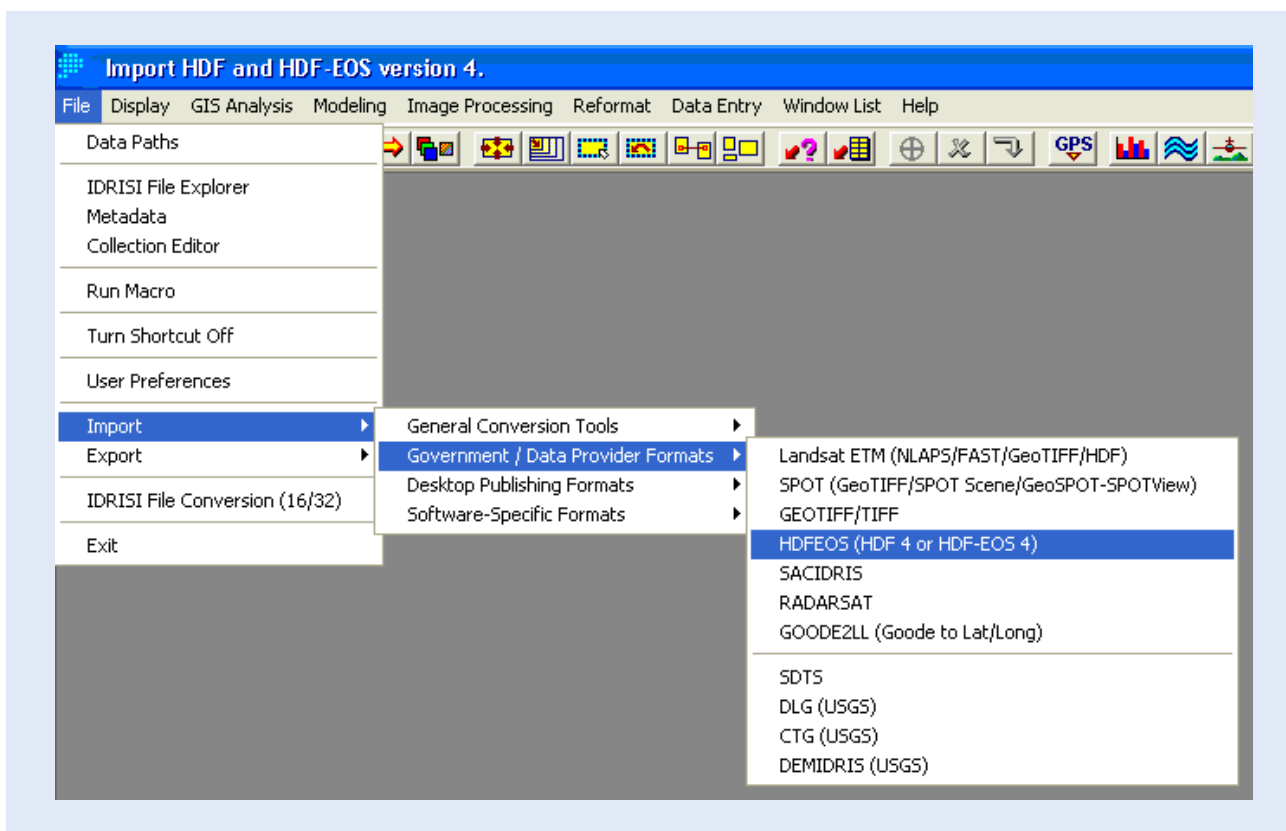 Import HDF and HDF-EOS version 4.
File Display GIS Analysis Modeling Image Processing Reformat Data Entry Window List Help
GPS
Data Paths
IDRISI File Explorer
Metadata
Collection Editor
Run Macro
Turn Shortcut Off
User Preferences
Import
Export
IDRISI File Conversion (16/32)
Exit
General Conversion Tools
Government / Data Provider Formats
Desktop Publishing Formats
Software-Specific Formats
Landsat ETM (NLAPS/FAST/GeoTIFF/HDF)
SPOT (GeoTIFF/SPOT Scene/GeoSPOT-SPOTView)
GEOTIFF/TIFF
HDFEOS (HDF 4 or HDF-EOS 4)
SACIDRIS
RADARSAT
GOODE2LL (Goode to Lat/Long)
SDTS
DLG (USGS)
CTG (USGS)
DEMIDRIS (USGS)